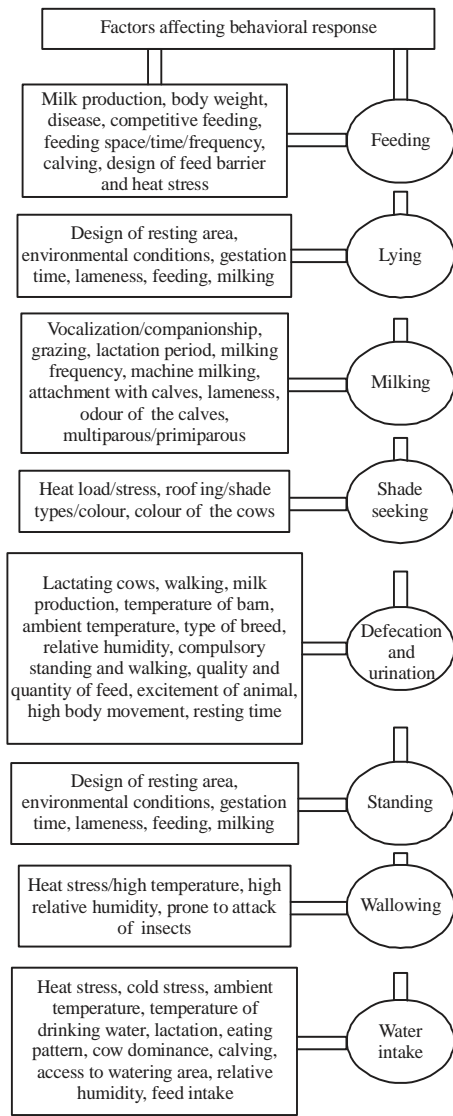 Factors affecting behavioral response
Milk production, body weight,
disease, competitive feeding,
feeding space/time/frequency,
calving, design of feed barrier
and heat stress
Feeding
Design of resting area,
environmental conditions, gestation
time, lameness, feeding, milking
Lying
Vocalization/companionship,
grazing, lactation period, milking
frequency, machine milking,
attachment with calves, lameness,
odour of the calves,
multiparous/primiparous
Milking
Heat load/stress, roofing/shade
types/colour, colour of the cows
Shade
seeking
Lactating cows, walking, milk
production, temperature of barn,
ambient temperature, type of breed,
relative humidity, compulsory
standing and walking, quality and
quantity of feed, excitement of animal,
high body movement, resting time
Defecation
and
urination
Design of resting area,
environmental conditions, gestation
time, lameness, feeding, milking
Standing
Heat stress/high temperature, high
relative humidity, prone to attack
of insects
Wallowing
Heat stress, cold stress, ambient
temperature, temperature of
drinking water, lactation, eating
pattern, cow dominance, calving,
access to watering area, relative
humidity, feed intake
Water
intake